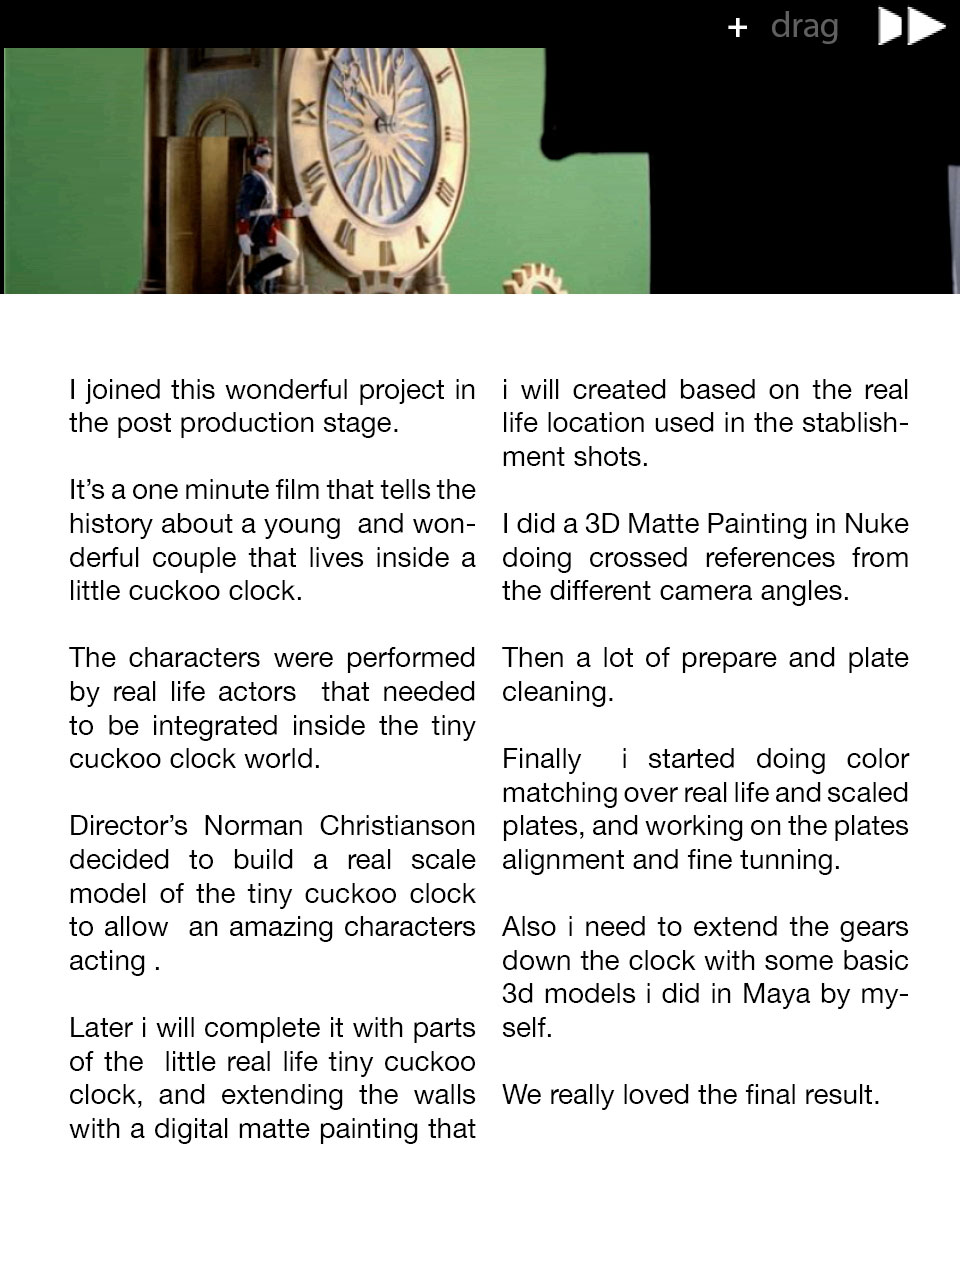 + drag
I joined this wonderful project in
the post production stage.
It's a one minute film that tells the
history about a young  and won-
derful couple that lives inside a
little cuckoo clock.
The characters were performed
by real life actors  that needed
to be integrated inside the tiny
cuckoo clock world.
Director's Norman Christianson
decided to build a real scale
model of the tiny cuckoo clock
to allow  an amazing characters
acting .
Later i will complete it with parts
of the  little real life tiny cuckoo
clock, and extending the walls
with a digital matte painting that
i will created based on the real
life location used in the stablish-
ment shots.
I did a 3D Matte Painting in Nuke
doing crossed references from
the different camera angles.
Then a lot of prepare and plate
cleaning.
Finally  i started doing color
matching over real life and scaled
plates, and working on the plates
alignment and fine tunning.
Also i need to extend the gears
down the clock with some basic
3d models i did in Maya by my-
self.
We really loved the final result.